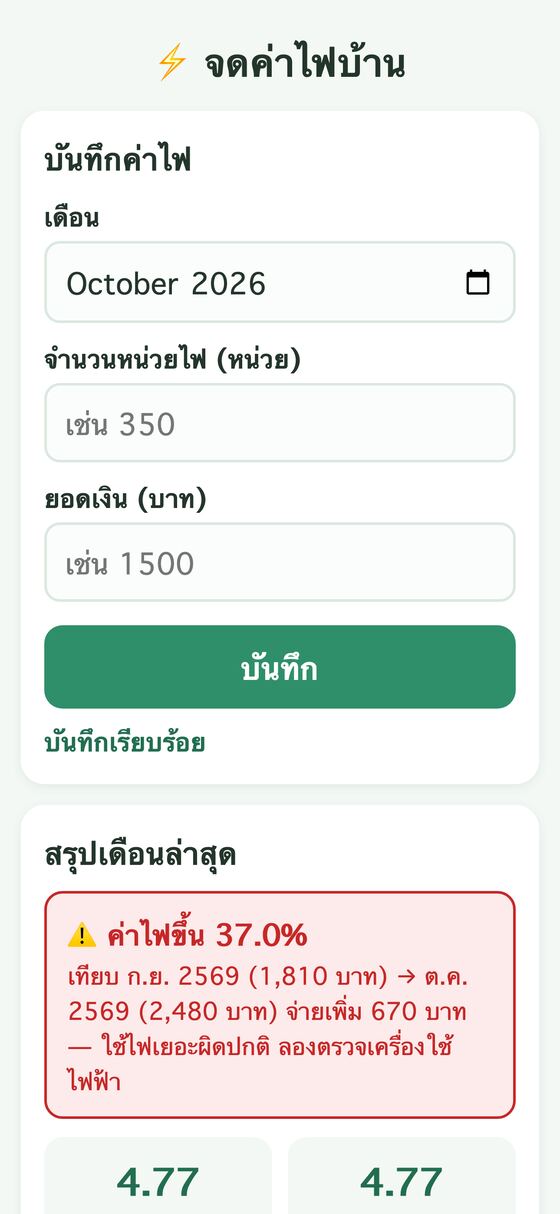 ⚡ จดค่าไฟบ้าน
บันทึกค่าไฟ
เดือน
October 2026
จำนวนหน่วยไฟ (หน่วย)
เช่น 350
ยอดเงิน (บาท)
เช่น 1500
บันทึก
บันทึกเรียบร้อย
สรุปเดือนล่าสุด
⚠️ ค่าไฟขึ้น 37.0%
เทียบ ก.ย. 2569 (1,810 บาท) → ต.ค.
2569 (2,480 บาท) จ่ายเพิ่ม 670 บาท
— ใช้ไฟเยอะผิดปกติ ลองตรวจเครื่องใช้
ไฟฟ้า
4.77
4.77